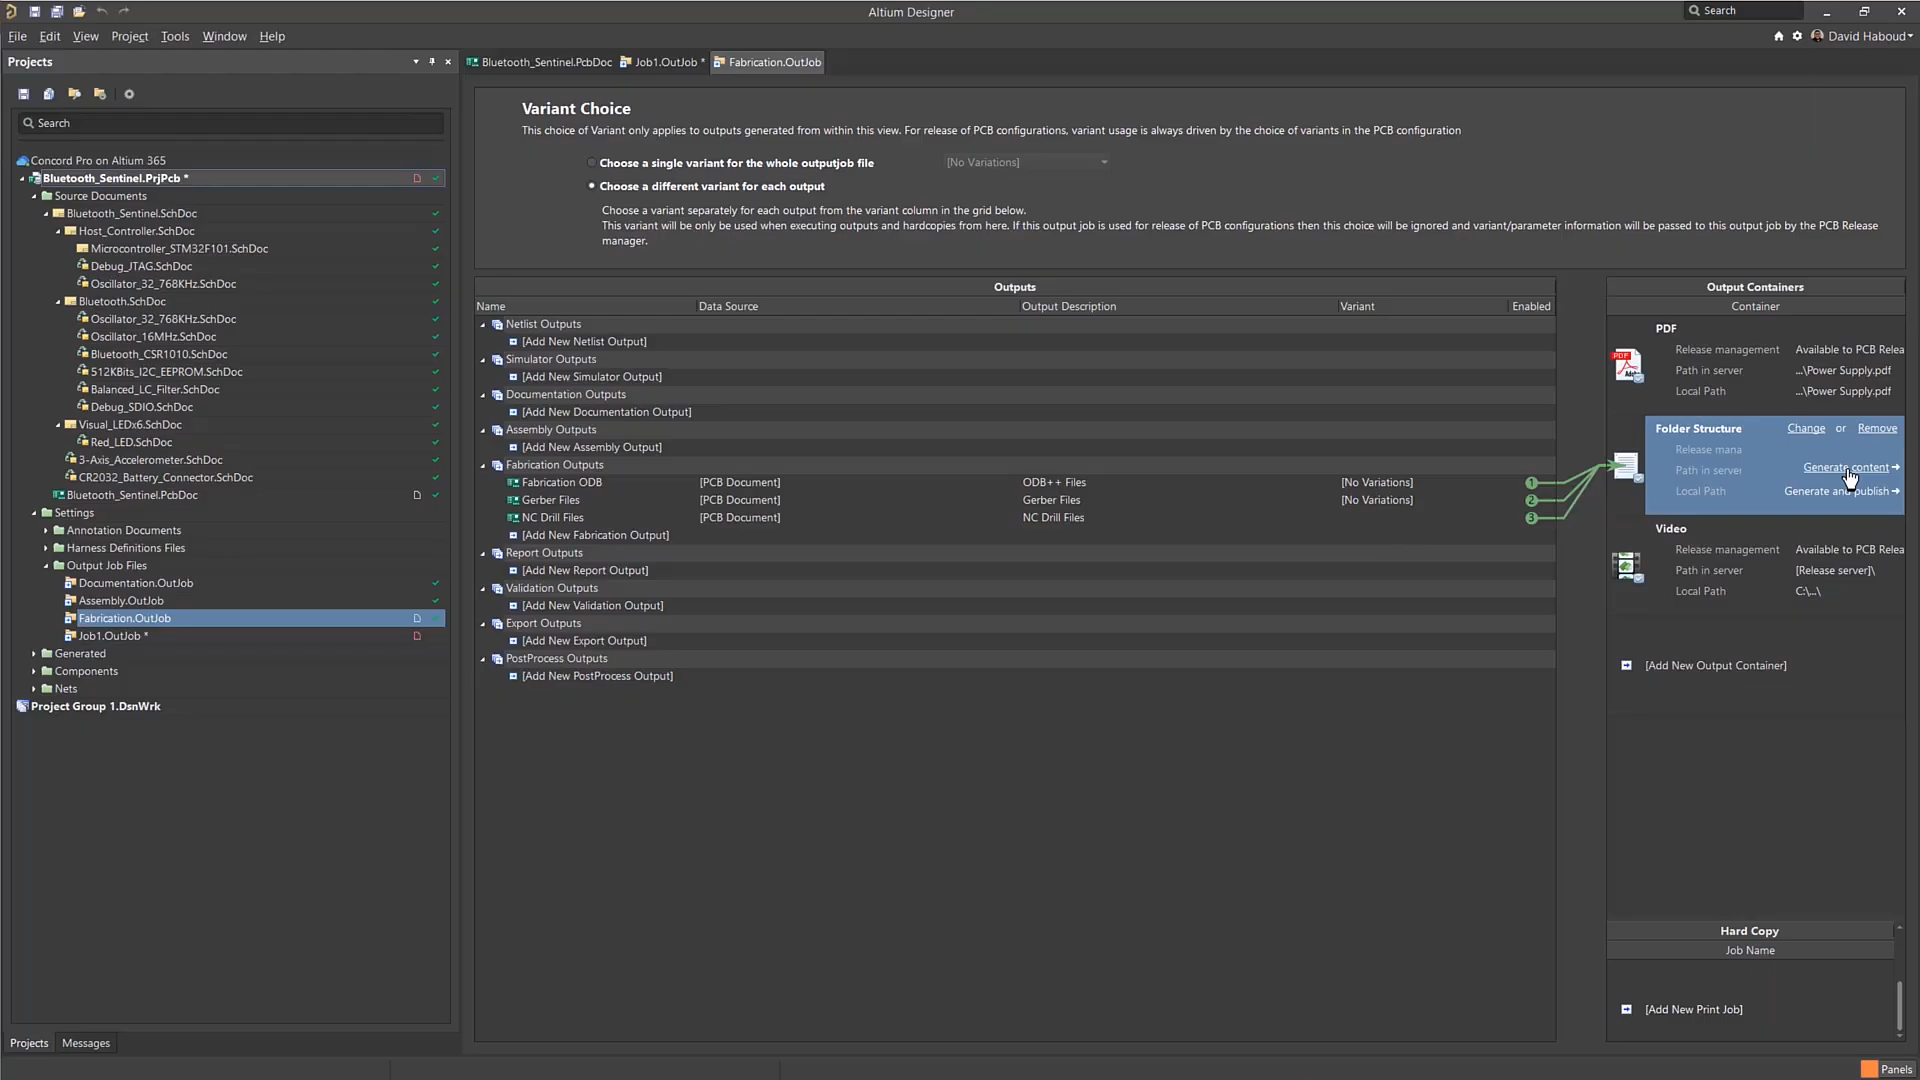 Altium Designer
Search
File Edit View Project Tools Window Help
David Haboud
Projects
Bluetooth_Sentinel.PcbDoc
Job1.OutJob *
Fabrication.OutJob
Search
Concord Pro on Altium 365
Bluetooth_Sentinel.PrjPcb *
Source Documents
Bluetooth_Sentinel.SchDoc
Host_Controller.SchDoc
Microcontroller_STM32F101.SchDoc
Debug_JTAG.SchDoc
Oscillator_32_768KHz.SchDoc
Bluetooth.SchDoc
Oscillator_32_768KHz.SchDoc
Oscillator_16MHz.SchDoc
Bluetooth_CSR1010.SchDoc
512KBits_I2C_EEPROM.SchDoc
Balanced_LC_Filter.SchDoc
Debug_SDIO.SchDoc
Visual_LEDx6.SchDoc
Red_LED.SchDoc
3-Axis_Accelerometer.SchDoc
CR2032_Battery_Connector.SchDoc
Bluetooth_Sentinel.PcbDoc
Settings
Annotation Documents
Harness Definitions Files
Output Job Files
Documentation.OutJob
Assembly.OutJob
Fabrication.OutJob
Job1.OutJob *
Generated
Components
Nets
Project Group 1.DsnWrk
Projects Messages
Variant Choice
This choice of Variant only applies to outputs generated from within this view. For release of PCB configurations, variant usage is always driven by the choice of variants in the PCB configuration
Choose a single variant for the whole outputjob file [No Variations]
Choose a different variant for each output
Choose a variant separately for each output from the variant column in the grid below.
This variant will be only be used when executing outputs and hardcopies from here. If this output job is used for release of PCB configurations then this choice will be ignored and variant/parameter information will be passed to this output job by the PCB Release
manager.
Outputs
Name Data Source Output Description Variant Enabled
Netlist Outputs
[Add New Netlist Output]
Simulator Outputs
[Add New Simulator Output]
Documentation Outputs
[Add New Documentation Output]
Assembly Outputs
[Add New Assembly Output]
Fabrication Outputs
Fabrication ODB [PCB Document] ODB++ Files [No Variations] 1
Gerber Files [PCB Document] Gerber Files [No Variations] 2
NC Drill Files [PCB Document] NC Drill Files 3
[Add New Fabrication Output]
Report Outputs
[Add New Report Output]
Validation Outputs
[Add New Validation Output]
Export Outputs
[Add New Export Output]
PostProcess Outputs
[Add New PostProcess Output]
Output Containers
Container
PDF
Release management Available to PCB Relea
Path in server ...\Power Supply.pdf
Local Path ...\Power Supply.pdf
Folder Structure Change or Remove
Release mana
Path in server Generate content
Local Path Generate and publish
Video
Release management Available to PCB Relea
Path in server [Release server]\
Local Path C:\...\
[Add New Output Container]
Hard Copy
Job Name
[Add New Print Job]
Panels